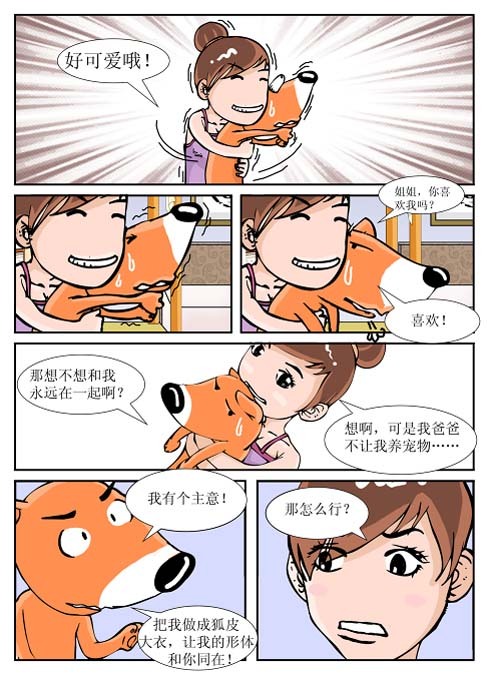 好可爱哦！
姐姐，你喜
欢我吗？
喜欢！
那想不想和我
永远在一起啊？
想啊，可是我爸爸
不让我养宠物……
我有个主意！
把我做成狐皮
大衣，让我的形体
和你同在！
那怎么行？